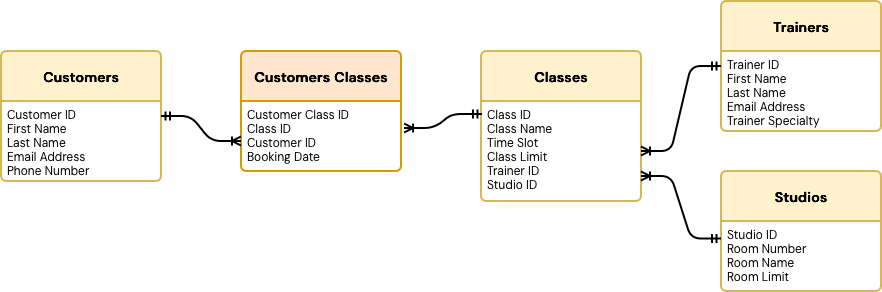 Customers
Customer ID
First Name
Last Name
Email Address
Phone Number
Customers Classes
Customer Class ID
Class ID
Customer ID
Booking Date
Classes
Class ID
Class Name
Time Slot
Class Limit
Trainer ID
Studio ID
Trainers
Trainer ID
First Name
Last Name
Email Address
Trainer Specialty
Studios
Studio ID
Room Number
Room Name
Room Limit